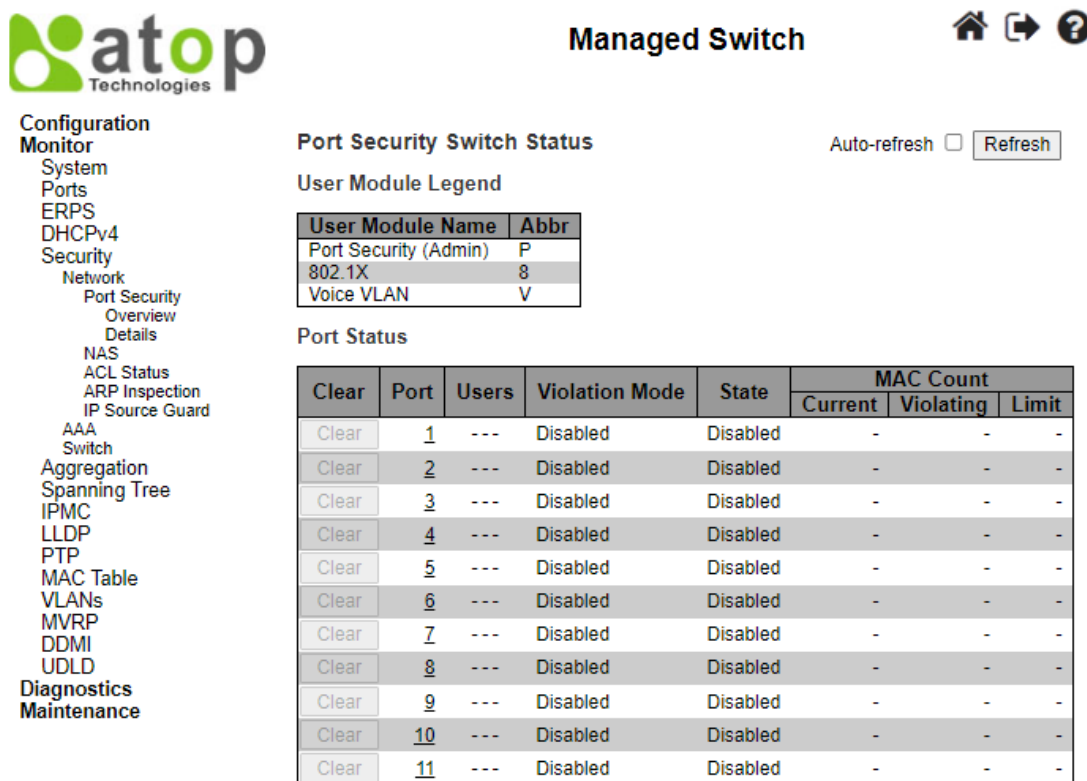 atop
Technologies
Managed Switch
?
Configuration
Monitor
System
Ports
ERPS
DHCPv4
Security
Network
Port Security
Overview
Details
NAS
ACL Status
ARP Inspection
IP Source Guard
AAA
Switch
Aggregation
Spanning Tree
IPMC
LLDP
PTP
MAC Table
VLANs
MVRP
DDMI
UDLD
Diagnostics
Maintenance
Port Security Switch Status
Auto-refresh Refresh
User Module Legend
User Module Name Abbr
Port Security (Admin) P
802.1X 8
Voice VLAN V
Port Status
Clear Port Users Violation Mode State MAC Count
Current Violating Limit
Clear 1 - - - Disabled Disabled - - -
Clear 2 - - - Disabled Disabled - - -
Clear 3 - - - Disabled Disabled - - -
Clear 4 - - - Disabled Disabled - - -
Clear 5 - - - Disabled Disabled - - -
Clear 6 - - - Disabled Disabled - - -
Clear 7 - - - Disabled Disabled - - -
Clear 8 - - - Disabled Disabled - - -
Clear 9 - - - Disabled Disabled - - -
Clear 10 - - - Disabled Disabled - - -
Clear 11 - - - Disabled Disabled - - -